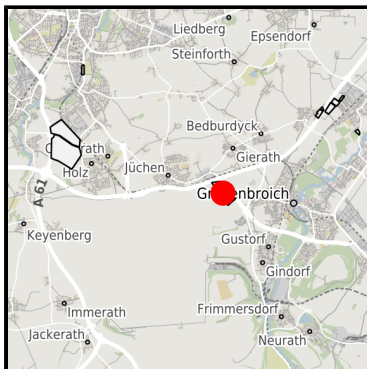 Liedberg
Epsendorf
Steinforth
Bedburdyck
Gierath
Jüchen
Holz
A 61
Keyenberg
Gustorf
Gindorf
Immerath
Frimmersdorf
Jackerath
Neurath